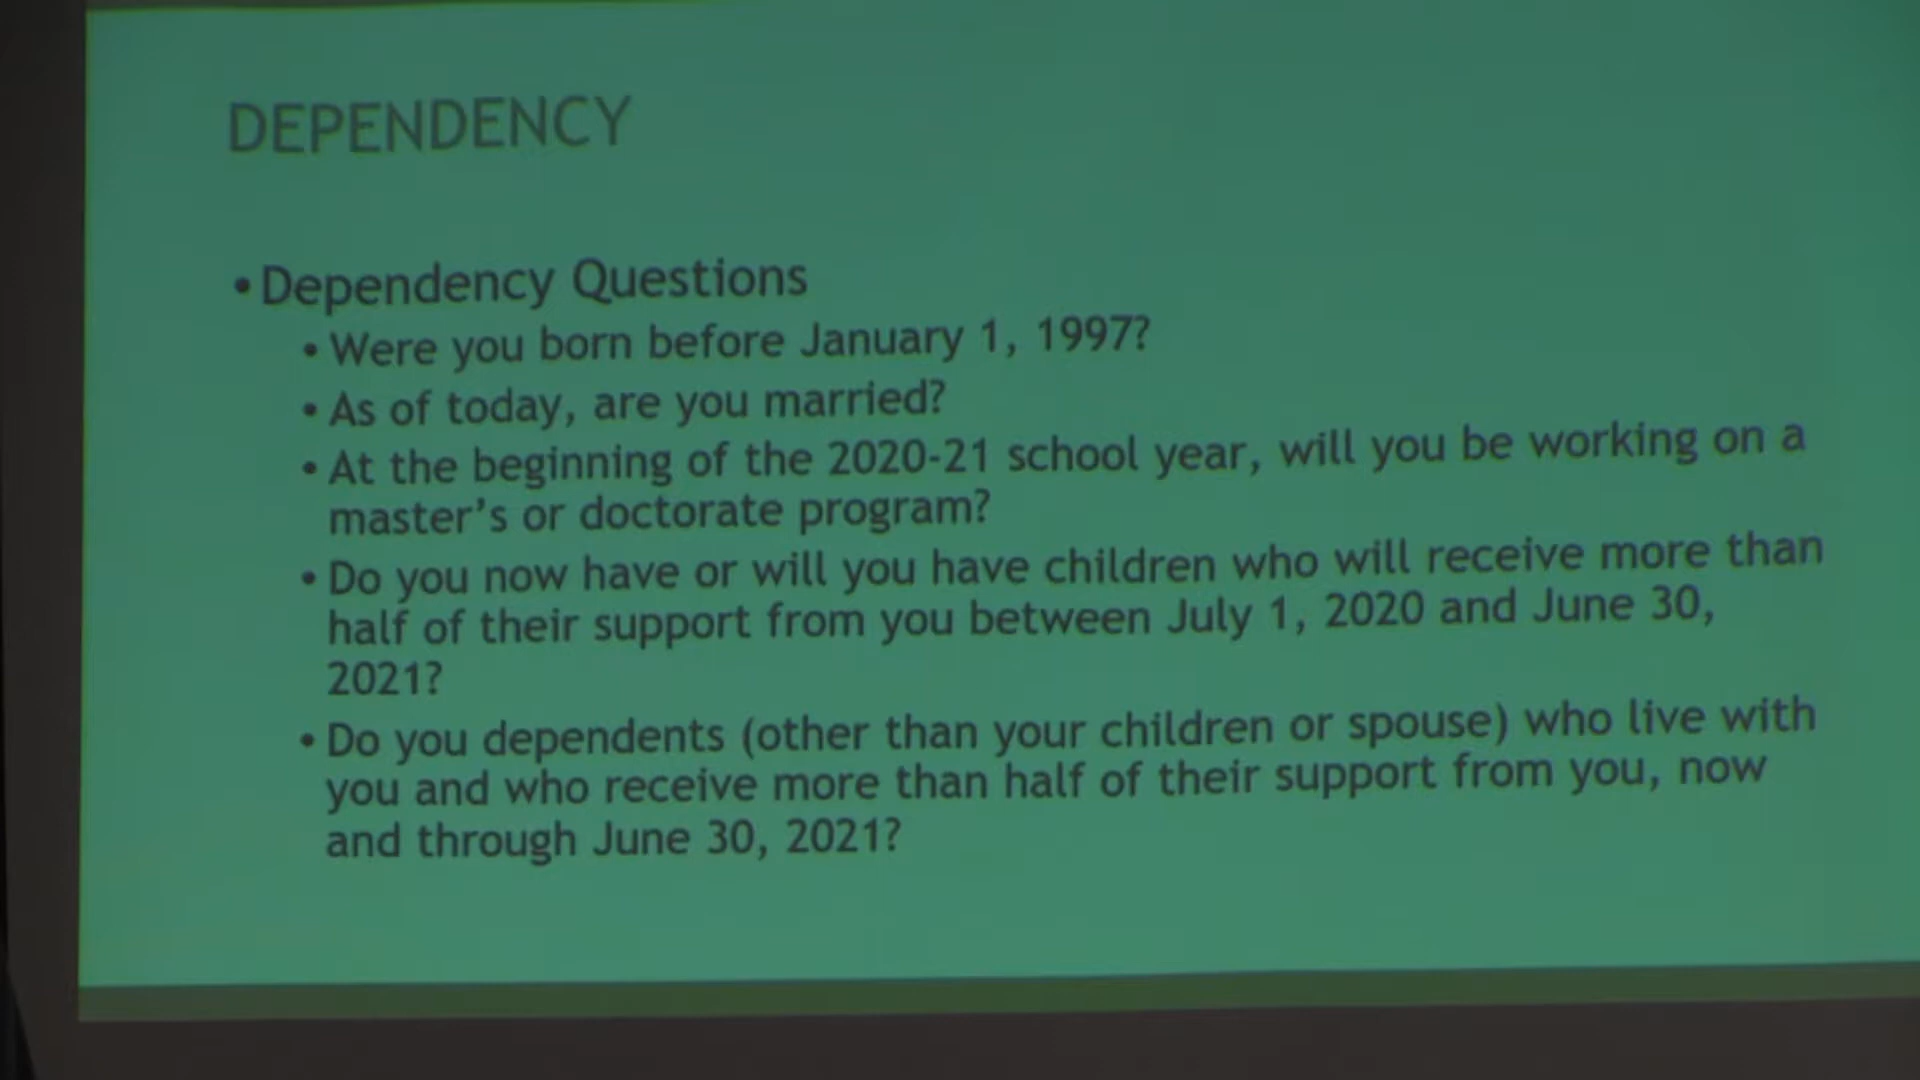 DEPENDENCY
• Dependency Questions
• Were you born before January 1, 1997?
• As of today, are you married?
• At the beginning of the 2020-21 school year, will you be working on a
master's or doctorate program?
• Do you now have or will you have children who will receive more than
half of their support from you between July 1, 2020 and June 30,
2021?
• Do you dependents (other than your children or spouse) who live with
you and who receive more than half of their support from you, now
and through June 30, 2021?